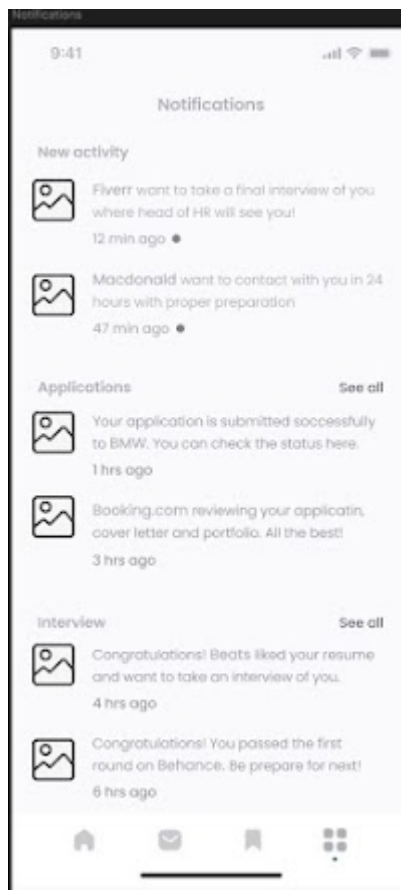 Notifications
9:41
Notifications
New activity
Fiverr want to take a final interview of you
where head of HR will see you!
12 min ago
Macdonald want to contact with you in 24
hours with proper preparation
47 min ago
Applications See all
Your application is submitted soccessfully
to BMW. You can check the status here.
1 hrs ago
Booking.com reviewing your applicatin,
cover letter and portfolio. All the best!
3 hrs ago
Interview See all
Congratulations! Beats liked your resume
and want to take an interview of you.
4 hrs ago
Congratulations! You passed the first
round on Behance. Be prepare for next!
6 hrs ago